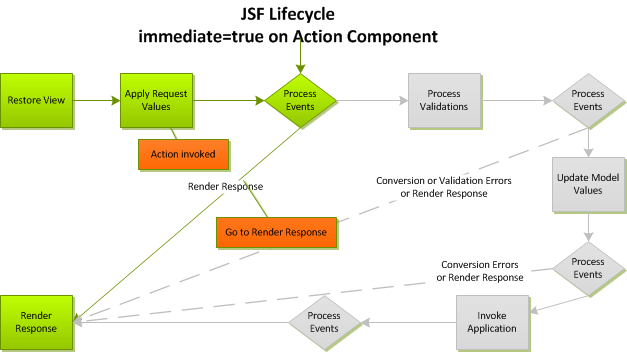 JSF Lifecycle
immediate=true on Action Component
Restore View
Apply Request
Values
Process
Events
Process
Validations
Process
Events
Action invoked
Render Response
Conversion or Validation Errors
or Render Response
Update Model
Values
Go to Render Response
Conversion Errors
or Render Response
Process
Events
Render
Response
Process
Events
Invoke
Application